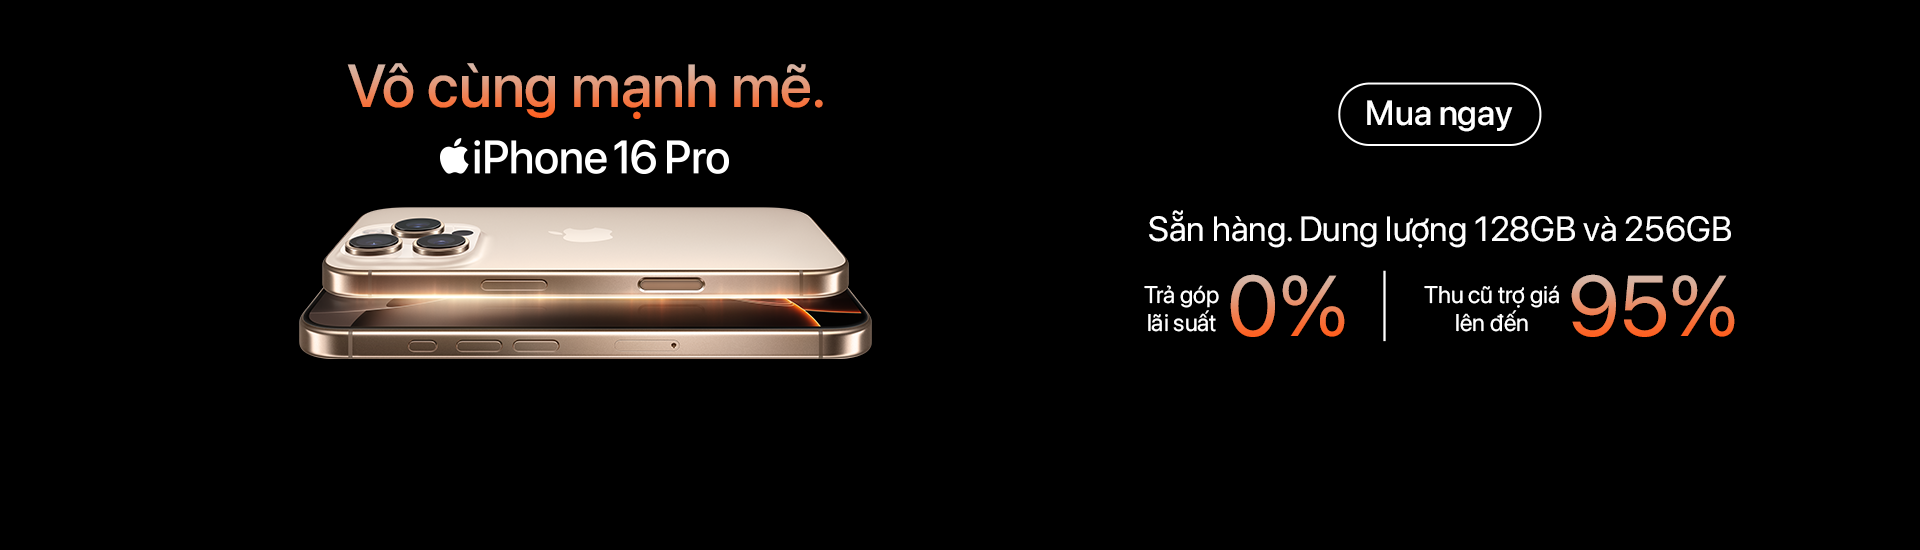 Vô cùng mạnh mẽ.
iPhone 16 Pro
Mua ngay
Sẵn hàng. Dung lượng 128GB và 256GB
Trả góp
lãi suất
0%
Thu cũ trợ giá
lên đến
95%